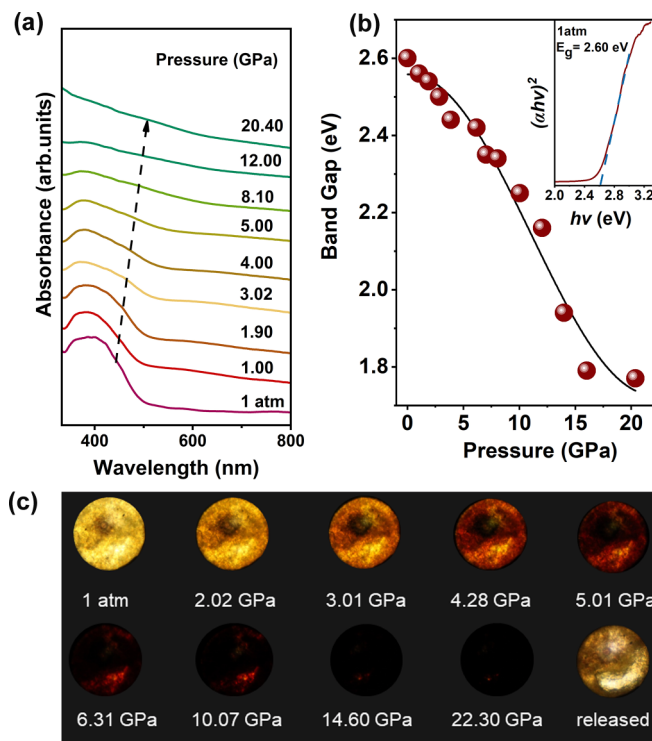 (a)
Pressure (GPa)
20.40
12.00
8.10
5.00
4.00
3.02
1.90
1.00
1 atm
400 600 800
Wavelength (nm)
Absorbance (arb.units)
(b)
2.6
2.4
2.2
2.0
1.8
0 5 10 15 20
Pressure (GPa)
Band Gap (eV)
1atm
Eg= 2.60 eV
(αhν)²
2.0 2.4 2.8 3.2
hν (eV)
(c)
1 atm 2.02 GPa 3.01 GPa 4.28 GPa 5.01 GPa
6.31 GPa 10.07 GPa 14.60 GPa 22.30 GPa released